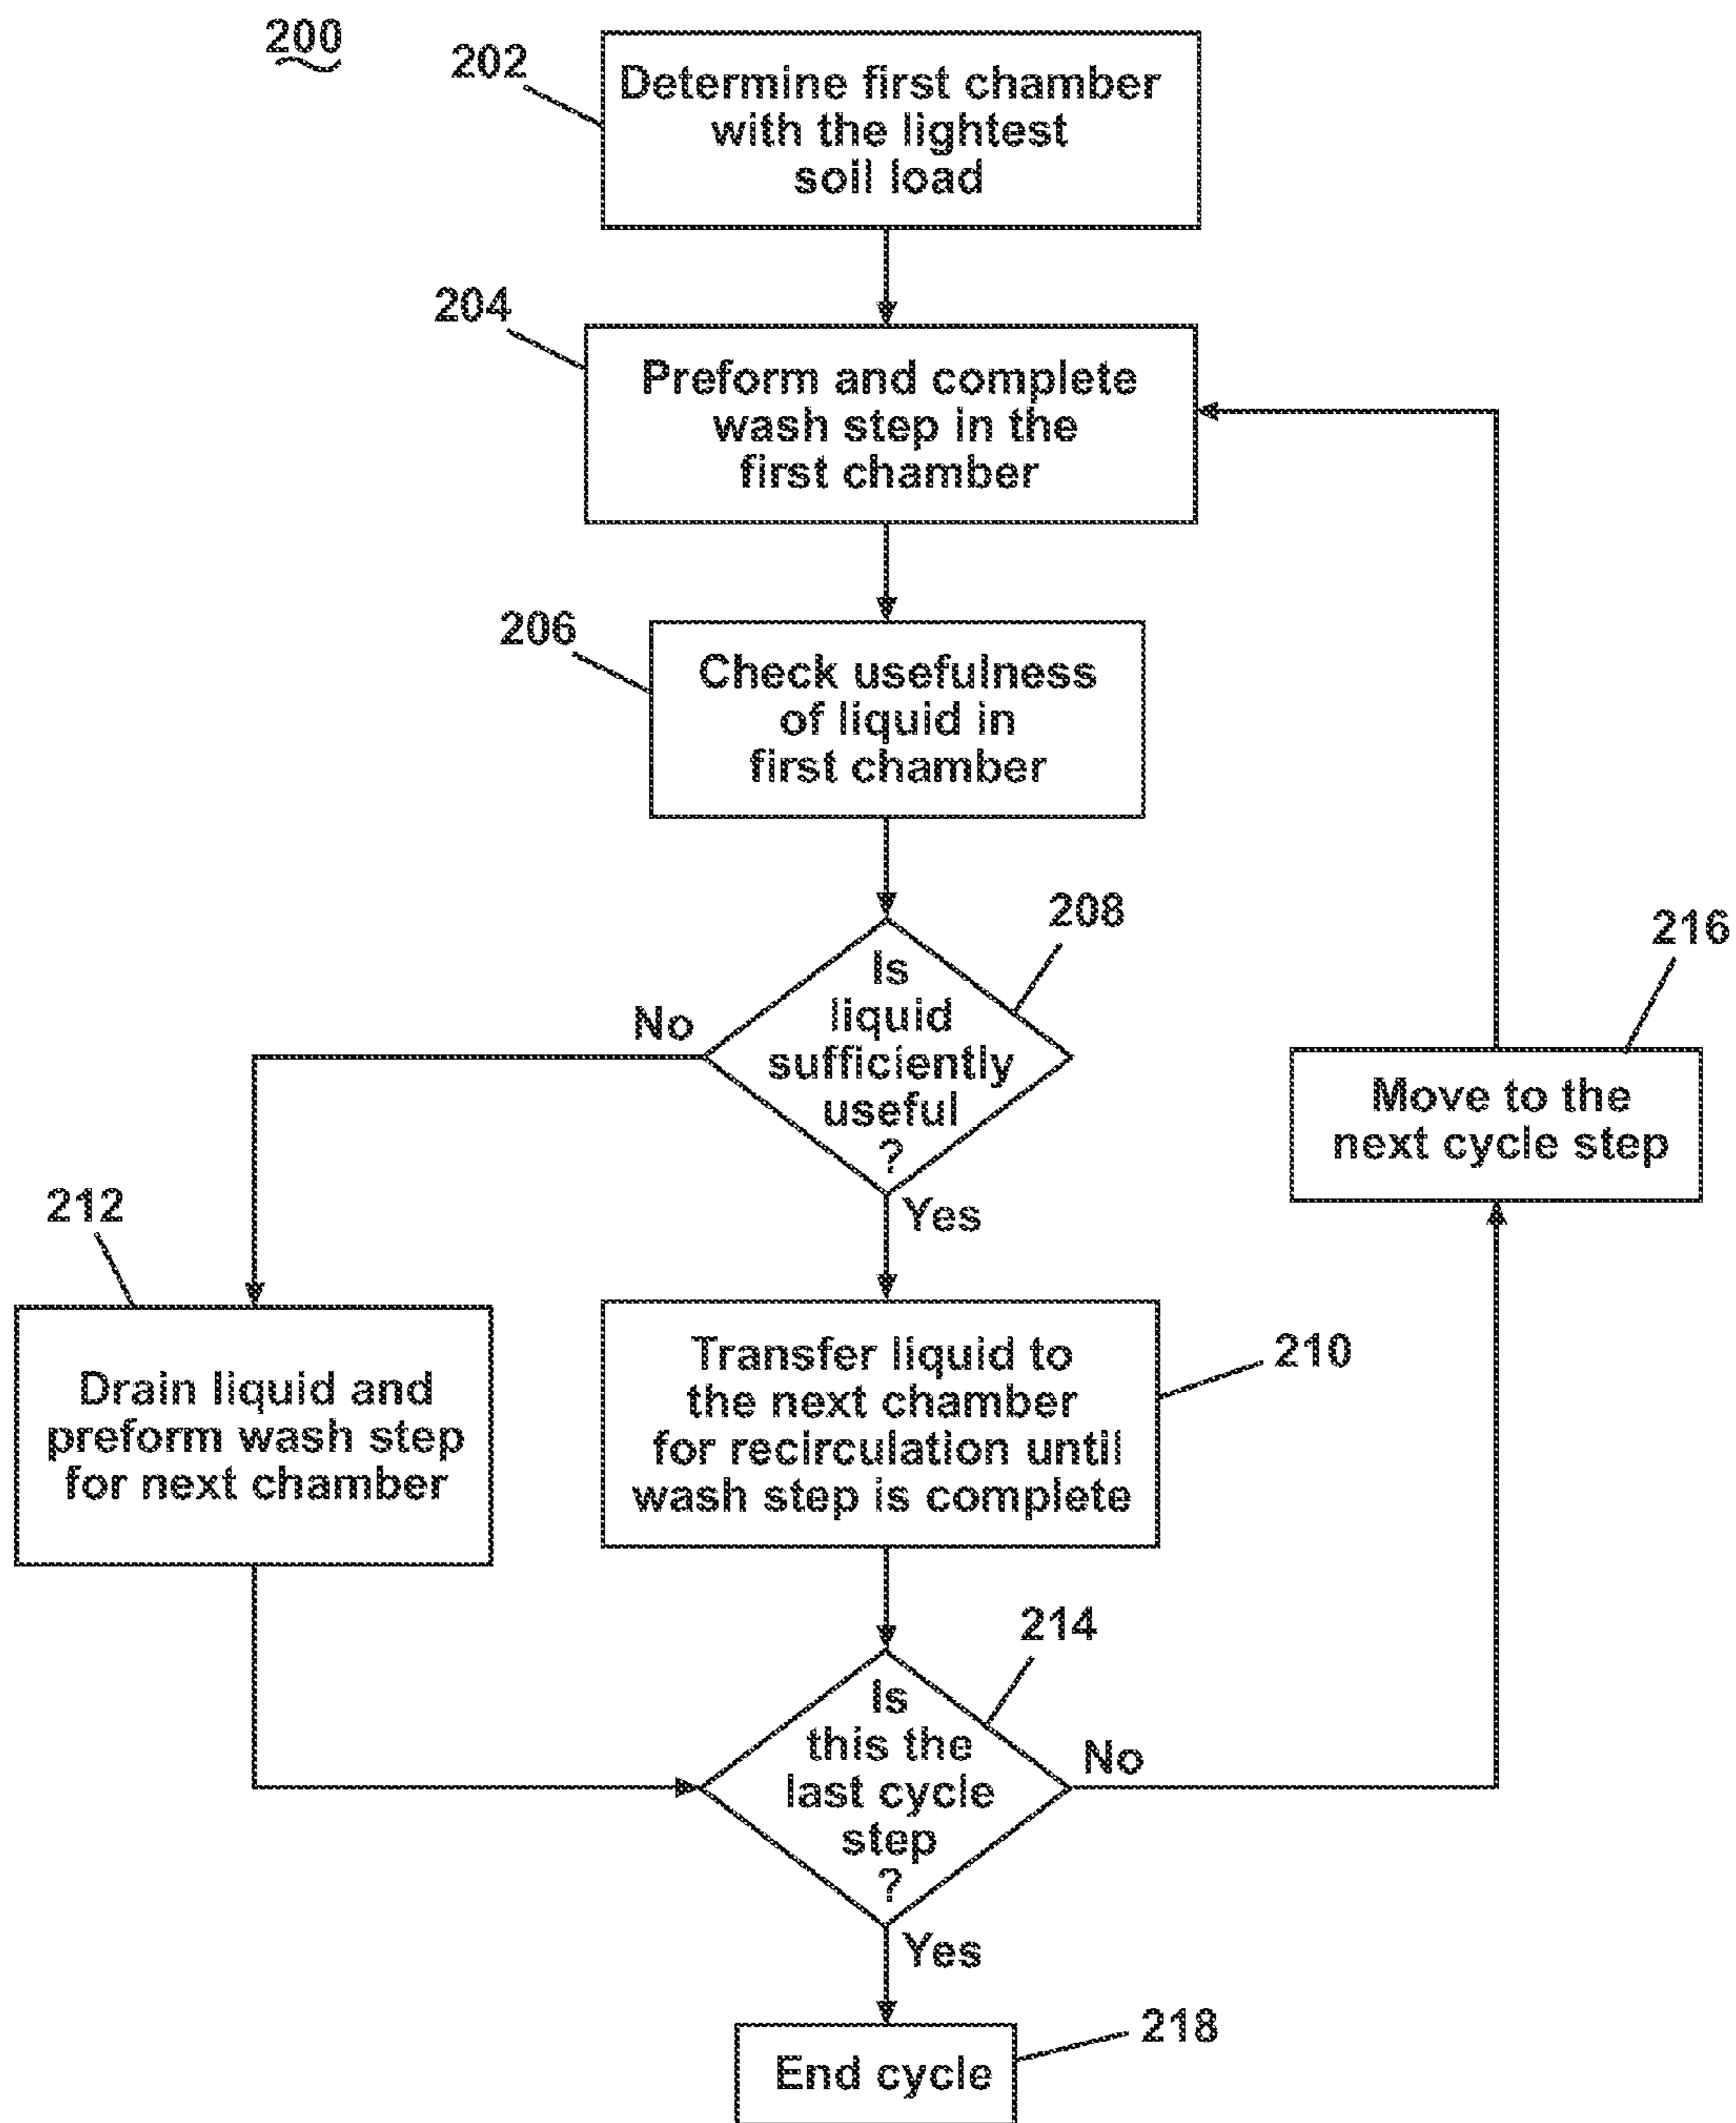 200
202
Determine first chamber
with the lightest
soil load
204
Preform and complete
wash step in the
first chamber
206
Check usefulness
of liquid in
first chamber
208
Is
liquid
sufficiently
useful
?
No
Yes
216
Move to the
next cycle step
212
Drain liquid and
preform wash step
for next chamber
210
Transfer liquid to
the next chamber
for recirculation until
wash step is complete
214
Is
this the
last cycle
step
?
No
Yes
218
End cycle